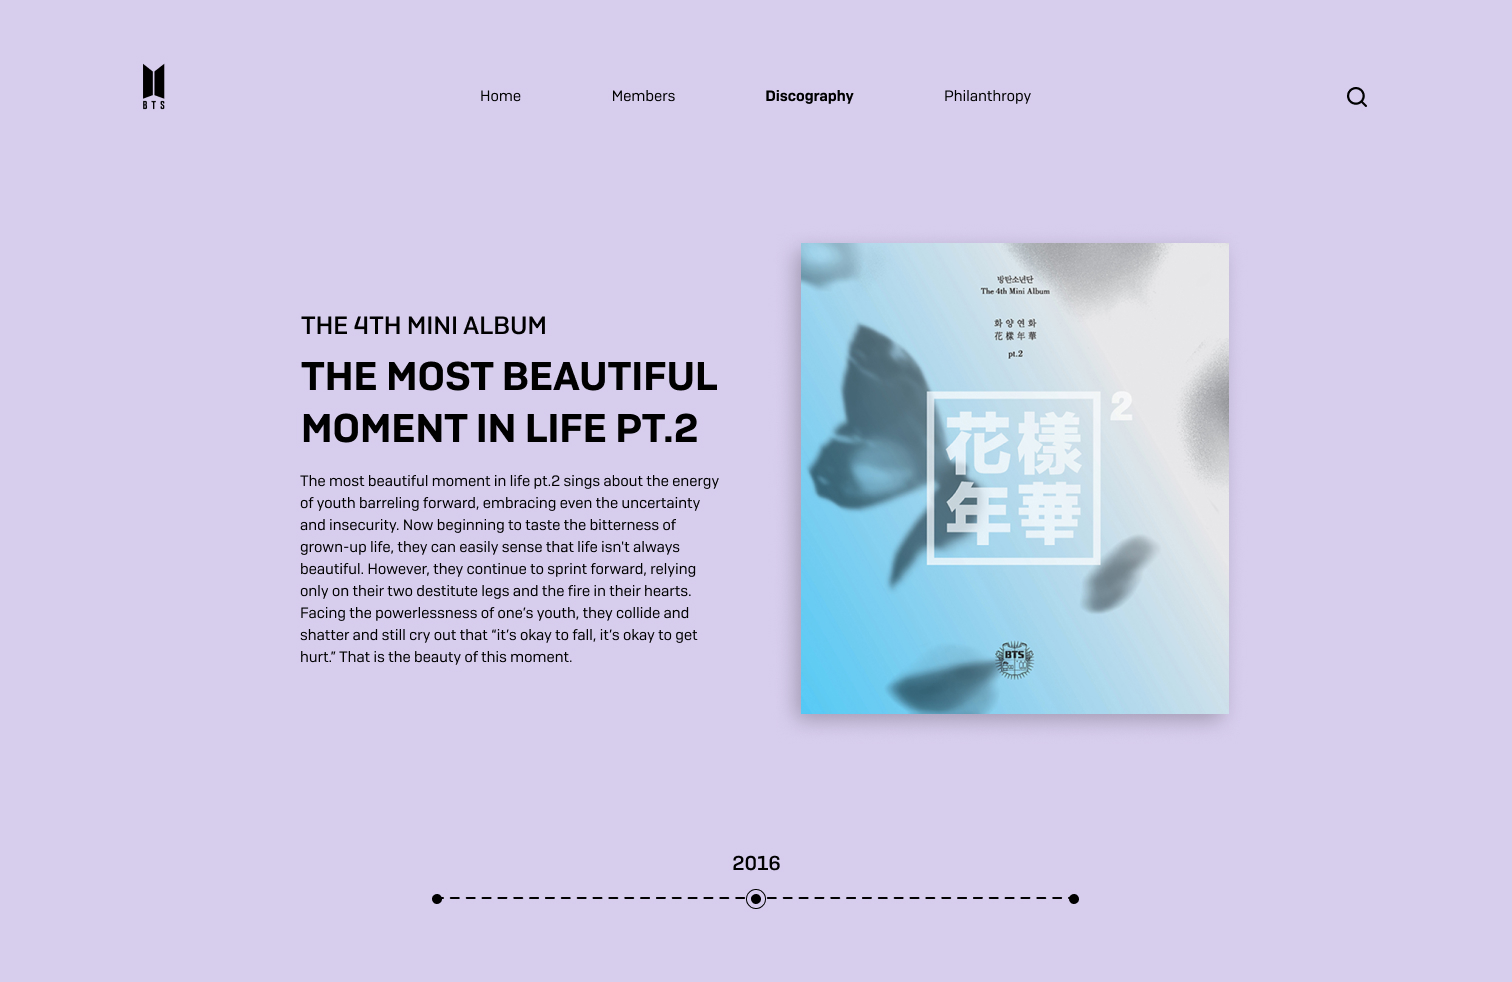 BTS
Home
Members
Discography
Philanthropy
THE 4TH MINI ALBUM
THE MOST BEAUTIFUL
MOMENT IN LIFE PT.2
The most beautiful moment in life pt.2 sings about the energy
of youth barreling forward, embracing even the uncertainty
and insecurity. Now beginning to taste the bitterness of
grown-up life, they can easily sense that life isn't always
beautiful. However, they continue to sprint forward, relying
only on their two destitute legs and the fire in their hearts.
Facing the powerlessness of one’s youth, they collide and
shatter and still cry out that “it’s okay to fall, it’s okay to get
hurt.” That is the beauty of this moment.
방탄소년단
The 4th Mini Album
화양연화
花樣年華
pt.2
花樣
年華
2
BTS
2016